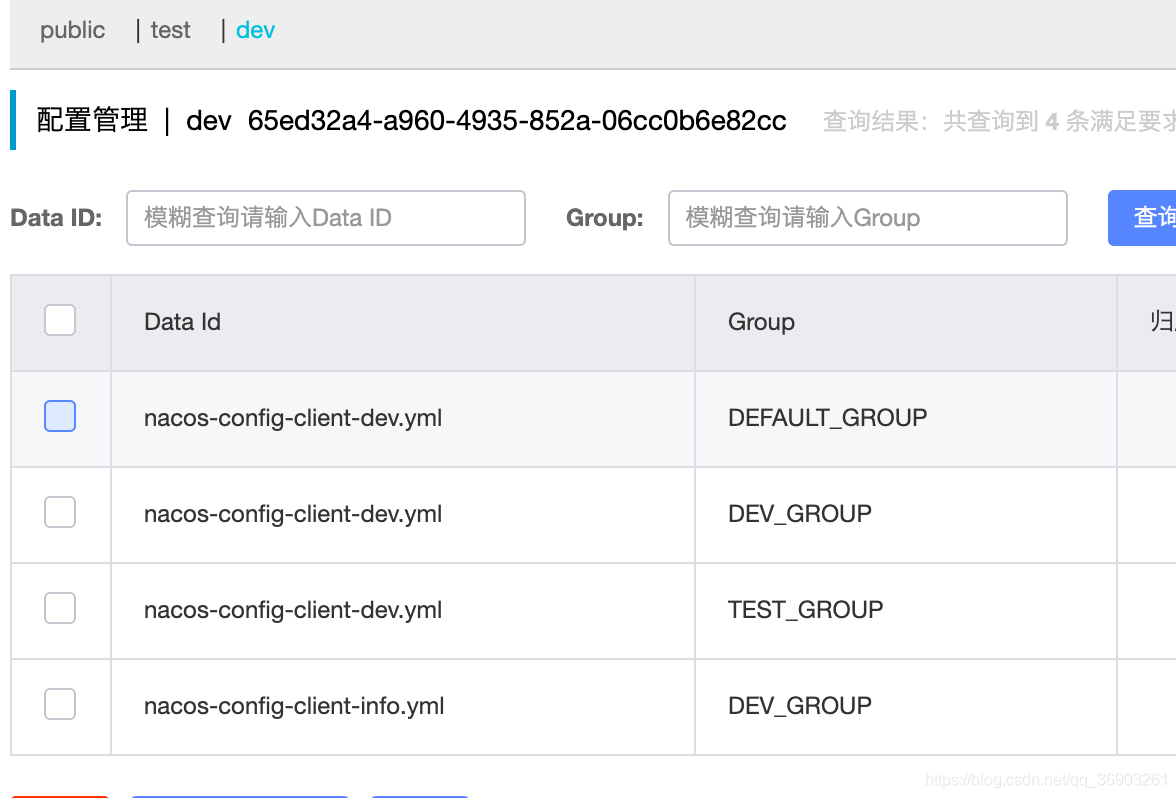 public | test | dev
配置管理 | dev 65ed32a4-a960-4935-852a-06cc0b6e82cc 查询结果：共查询到 4 条满足要求
Data ID: 模糊查询请输入Data ID Group: 模糊查询请输入Group 查询
Data Id Group 归
nacos-config-client-dev.yml DEFAULT_GROUP
nacos-config-client-dev.yml DEV_GROUP
nacos-config-client-dev.yml TEST_GROUP
nacos-config-client-info.yml DEV_GROUP
https://blog.csdn.net/qq_36903261